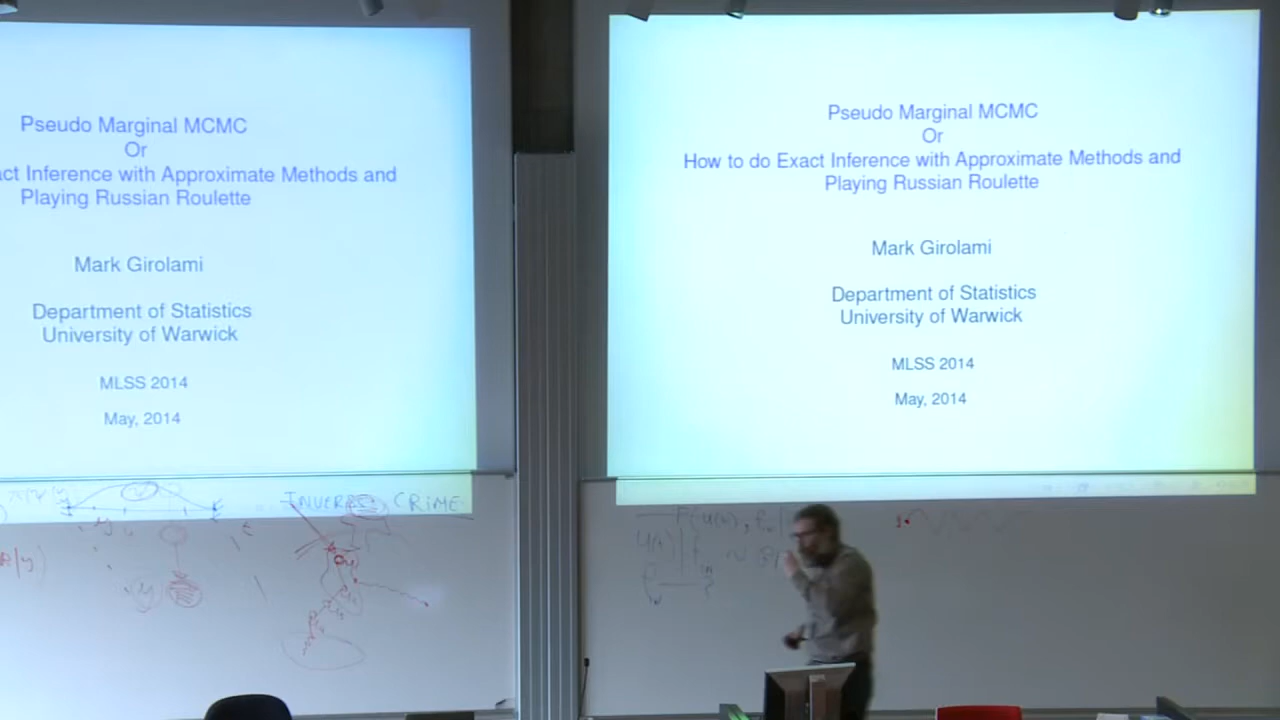 Pseudo Marginal MCMC
Or
ct Inference with Approximate Methods and
Playing Russian Roulette
Mark Girolami
Department of Statistics
University of Warwick
MLSS 2014
May, 2014
INVERSE CRIME
Pseudo Marginal MCMC
Or
How to do Exact Inference with Approximate Methods and
Playing Russian Roulette
Mark Girolami
Department of Statistics
University of Warwick
MLSS 2014
May, 2014